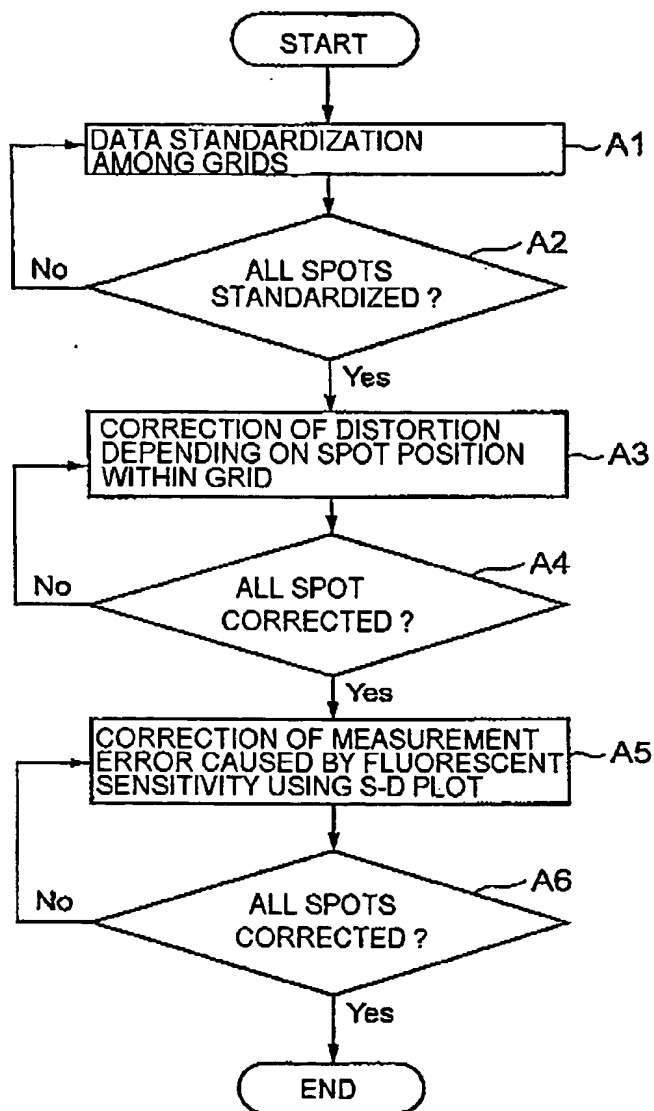 START
DATA STANDARDIZATION
AMONG GRIDS
A1
A2
No
ALL SPOTS
STANDARDIZED ?
Yes
CORRECTION OF DISTORTION
DEPENDING ON SPOT POSITION
WITHIN GRID
A3
A4
No
ALL SPOT
CORRECTED ?
Yes
CORRECTION OF MEASUREMENT
ERROR CAUSED BY FLUORESCENT
SENSITIVITY USING S-D PLOT
A5
A6
No
ALL SPOTS
CORRECTED ?
Yes
END